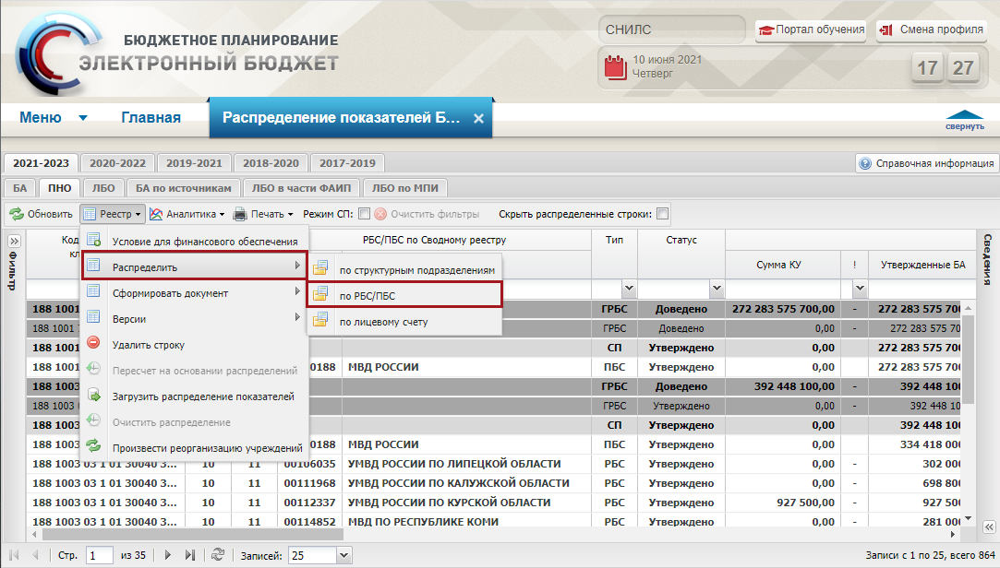 БЮДЖЕТНОЕ ПЛАНИРОВАНИЕ
ЭЛЕКТРОННЫЙ БЮДЖЕТ
СНИЛС
Портал обучения
Смена профиля
10 июня 2021
Четверг
17 27
Меню Главная Распределение показателей Б... ×
свернуть
2021-2023 2020-2022 2019-2021 2018-2020 2017-2019 Справочная информация
БА ПНО ЛБО БА по источникам ЛБО в части ФАИП ЛБО по МПИ
Обновить Реестр Аналитика Печать Режим СП: Очистить фильтры Скрыть распределенные строки:
Фильтр
Сведения
Код РБС/ПБС по Сводному реестру Тип Статус
Сумма КУ ! Утвержденные БА
Условие для финансового обеспечения
Распределить
Сформировать документ
Версии
Удалить строку
Пересчет на основании распределений
Загрузить распределение показателей
Очистить распределение
Произвести реорганизацию учреждений
по структурным подразделениям
по РБС/ПБС
по лицевому счету
188 1001 ГРБС Доведено 272 283 575 700,00 - 272 283 575 700
188 1001 ГРБС Доведено 0,00 - 272 283 575 70
188 1001 СП Утверждено 0,00 272 283 575 700
188 1001 0188 МВД РОССИИ ПБС Утверждено 0,00 272 283 575 700
188 1003 ГРБС Доведено 392 448 100,00 - 392 448 100
188 1003 ГРБС Утверждено 0,00 - 392 448 10
188 1003 СП Утверждено 0,00 392 448 100
188 1003 0188 МВД РОССИИ ПБС Утверждено 0,00 334 418 000
188 1003 03 1 01 30040 3... 10 11 00106035 УМВД РОССИИ ПО ЛИПЕЦКОЙ ОБЛАСТИ РБС Утверждено 0,00 - 302 000
188 1003 03 1 01 30040 3... 10 11 00111968 УМВД РОССИИ ПО КАЛУЖСКОЙ ОБЛАСТИ РБС Утверждено 0,00 - 698 800
188 1003 03 1 01 30040 3... 10 11 00112337 УМВД РОССИИ ПО КУРСКОЙ ОБЛАСТИ РБС Утверждено 927 500,00 - 927 500
188 1003 03 1 01 30040 3... 10 11 00114852 МВД ПО РЕСПУБЛИКЕ КОМИ РБС Утверждено 0,00 - 281 000
Стр. 1 из 35 Записей: 25 Записи с 1 по 25, всего 864